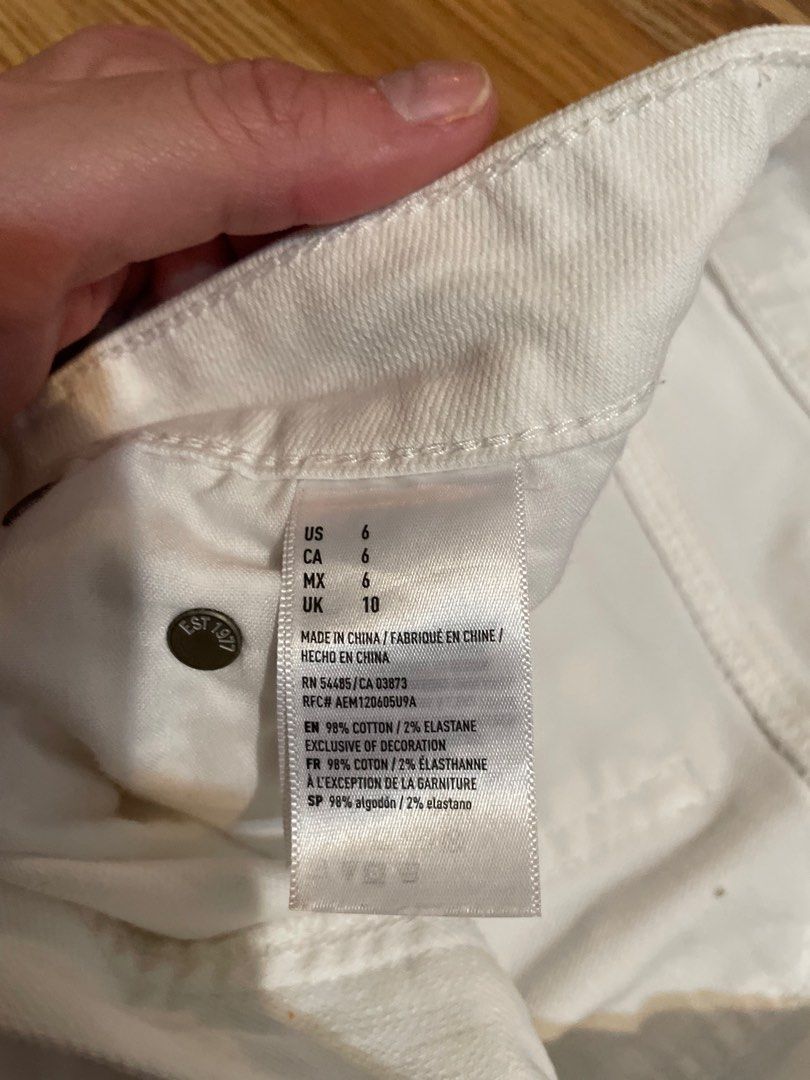 US 6
CA 6
MX 6
UK 10
EST 1977
MADE IN CHINA / FABRIQUÉ EN CHINE /
HECHO EN CHINA
RN 54485/CA 03873
RFC# AEM120605U9A
EN 98% COTTON / 2% ELASTANE
EXCLUSIVE OF DECORATION
FR 98% COTON / 2% ÉLASTHANNE
À L'EXCEPTION DE LA GARNITURE
SP 98% algodón / 2% elastano